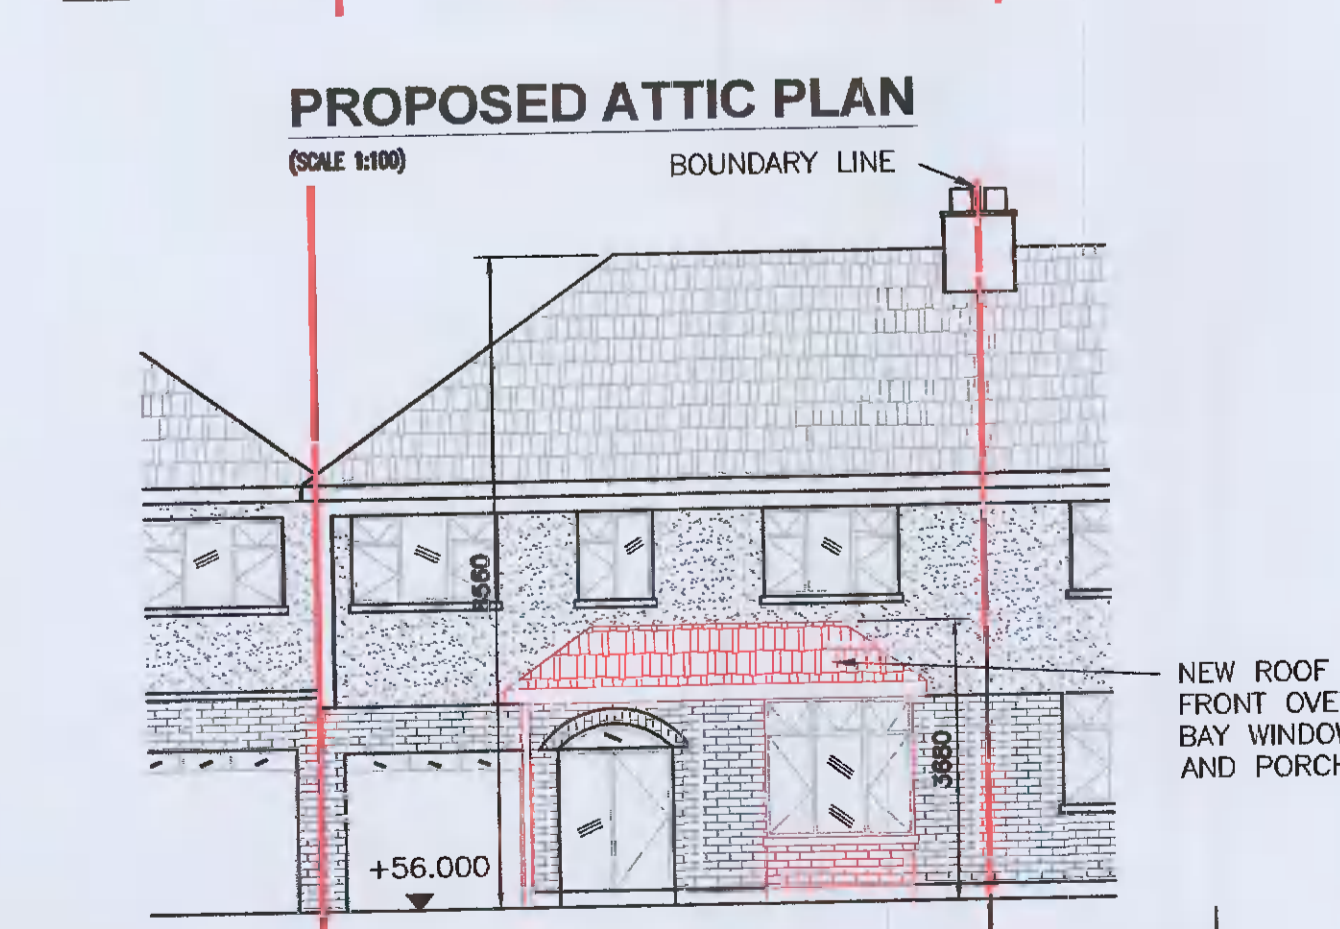 PROPOSED ATTIC PLAN
(SCALE 1:100)
BOUNDARY LINE
8560
3680
NEW ROOF
FRONT OVE
BAY WINDOW
AND PORCH
+56.000